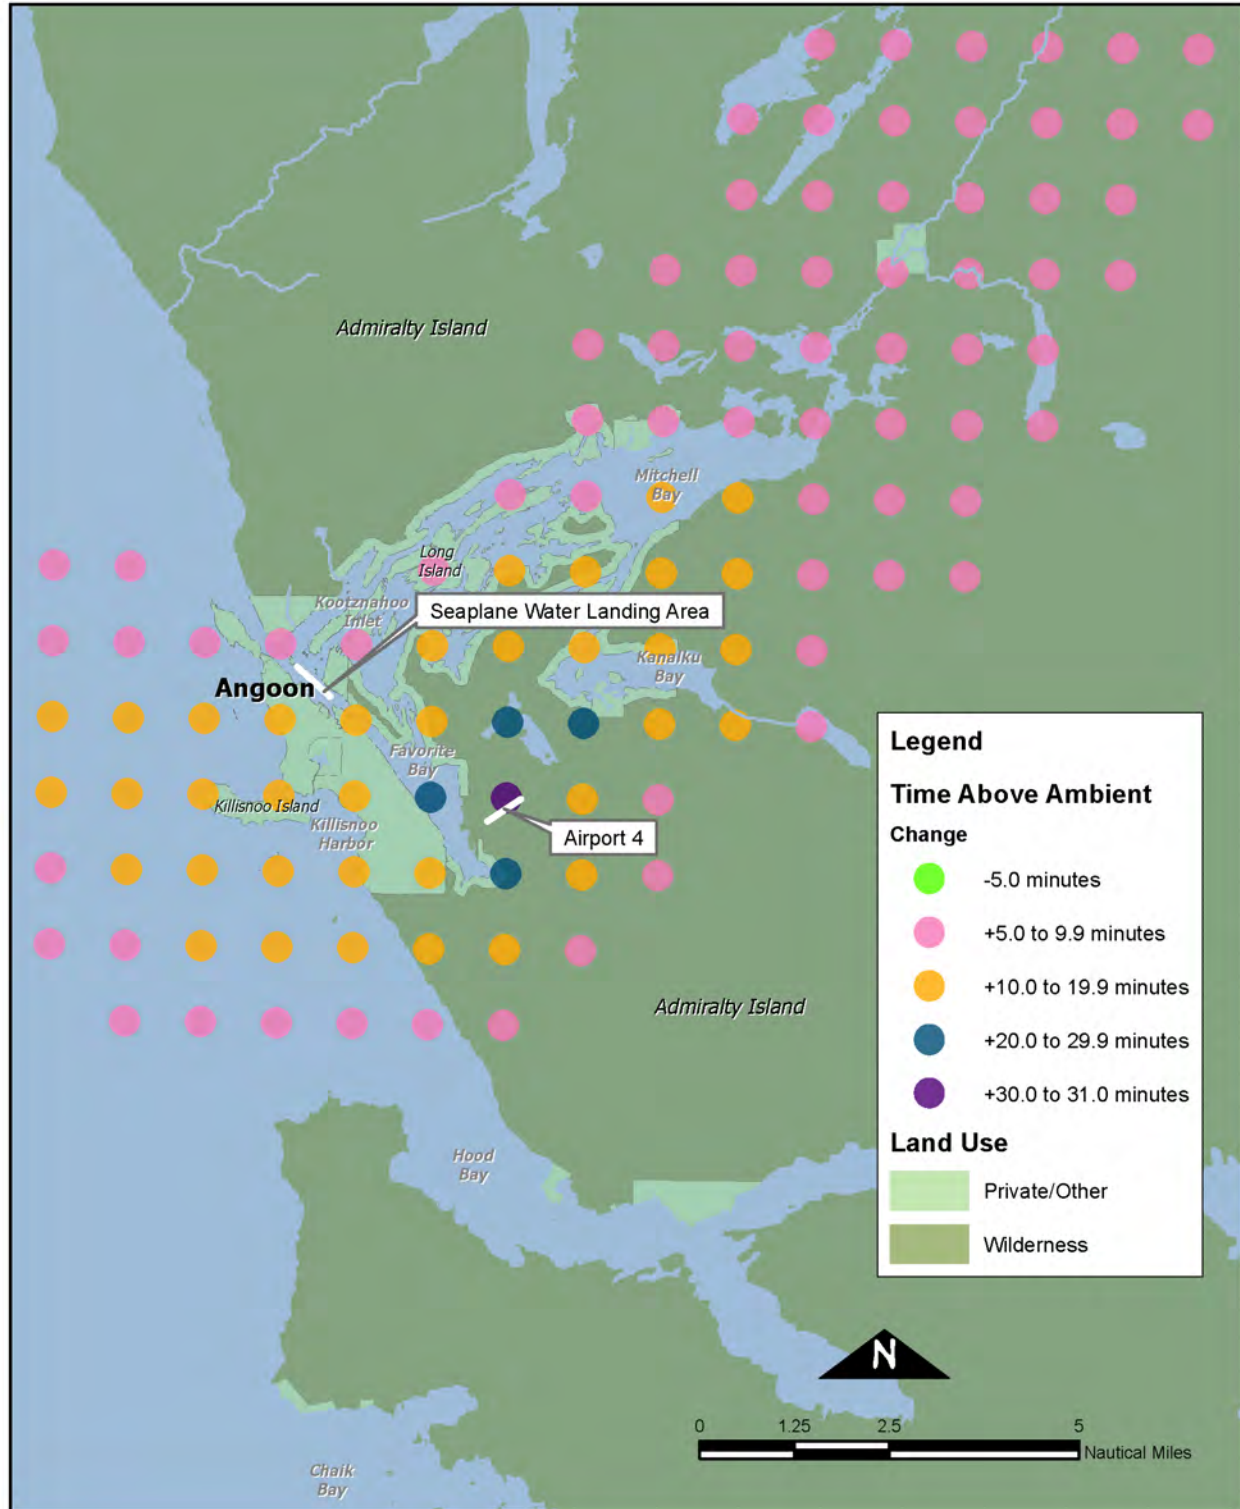 Admiralty Island
Mitchell
Bay
Long
Island
Kootznahoo
Inlet
Seaplane Water Landing Area
Kanalku
Bay
Angoon
Favorite
Bay
Killisnoo Island
Killisnoo
Harbor
Airport 4
Admiralty Island
Hood
Bay
Chaik
Bay
Legend
Time Above Ambient
Change
-5.0 minutes
+5.0 to 9.9 minutes
+10.0 to 19.9 minutes
+20.0 to 29.9 minutes
+30.0 to 31.0 minutes
Land Use
Private/Other
Wilderness
N
0 1.25 2.5 5
Nautical Miles